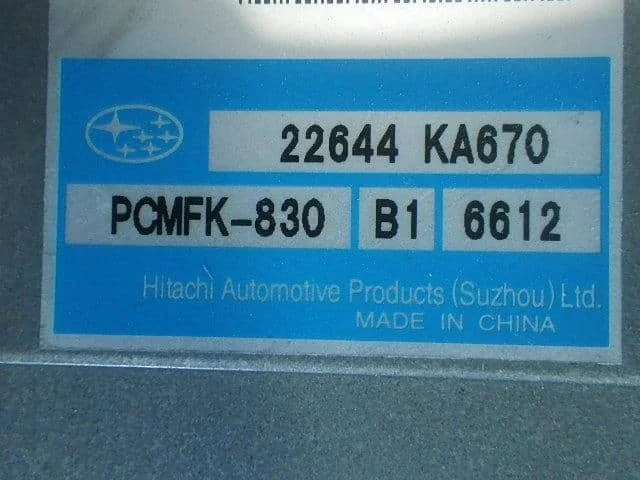 22644 KA670
PCMFK-830 B1 6612
Hitachi Automotive Products (Suzhou) Ltd.
MADE IN CHINA